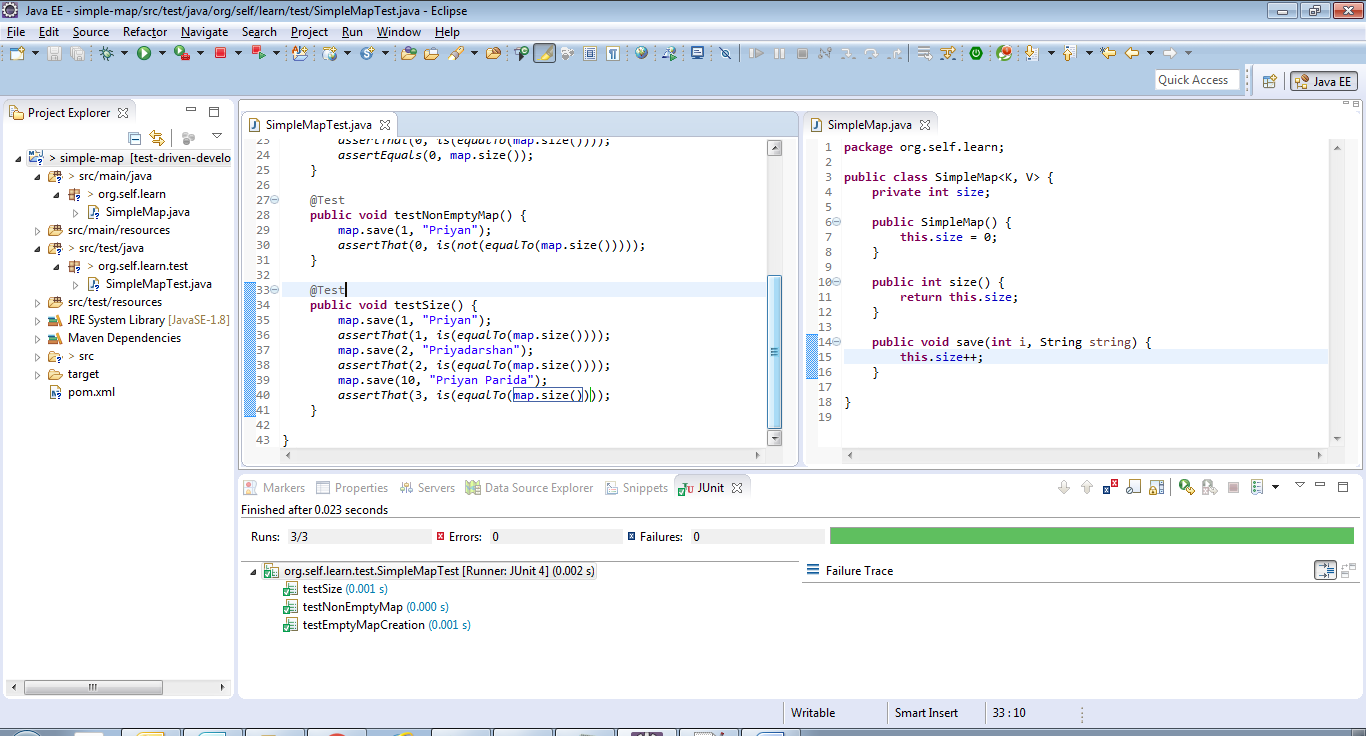 Java EE - simple-map/src/test/java/org/self/learn/test/SimpleMapTest.java - Eclipse
File Edit Source Refactor Navigate Search Project Run Window Help
Quick Access
Java EE
Project Explorer
> simple-map [test-driven-develo
> src/main/java
> org.self.learn
SimpleMap.java
src/main/resources
> src/test/java
> org.self.learn.test
SimpleMapTest.java
src/test/resources
JRE System Library [JavaSE-1.8]
Maven Dependencies
> src
target
pom.xml
SimpleMapTest.java
23 assertThat(0, is(equalTo(map.size())));
24 assertEquals(0, map.size());
25 }
26
27 @Test
28 public void testNonEmptyMap() {
29 map.save(1, "Priyan");
30 assertThat(0, is(not(equalTo(map.size()))));
31 }
32
33 @Test
34 public void testSize() {
35 map.save(1, "Priyan");
36 assertThat(1, is(equalTo(map.size())));
37 map.save(2, "Priyadarshan");
38 assertThat(2, is(equalTo(map.size())));
39 map.save(10, "Priyan Parida");
40 assertThat(3, is(equalTo(map.size())));
41 }
42
43 }
SimpleMap.java
1 package org.self.learn;
2
3 public class SimpleMap<K, V> {
4 private int size;
5
6 public SimpleMap() {
7 this.size = 0;
8 }
9
10 public int size() {
11 return this.size;
12 }
13
14 public void save(int i, String string) {
15 this.size++;
16 }
17
18 }
19
Markers Properties Servers Data Source Explorer Snippets JUnit
Finished after 0.023 seconds
Runs: 3/3 Errors: 0 Failures: 0
org.self.learn.test.SimpleMapTest [Runner: JUnit 4] (0.002 s)
testSize (0.001 s)
testNonEmptyMap (0.000 s)
testEmptyMapCreation (0.001 s)
Failure Trace
Writable Smart Insert 33 : 10